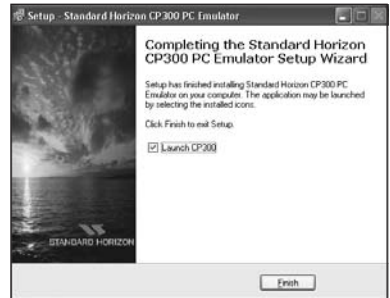 Setup - Standard Horizon CP300 PC Emulator
Completing the Standard Horizon
CP300 PC Emulator Setup Wizard
Setup has finished installing Standard Horizon CP300 PC
Emulator on your computer. The application may be launched
by selecting the installed icons.
Click Finish to exit Setup.
Launch CP300
STANDARD HORIZON
Finish